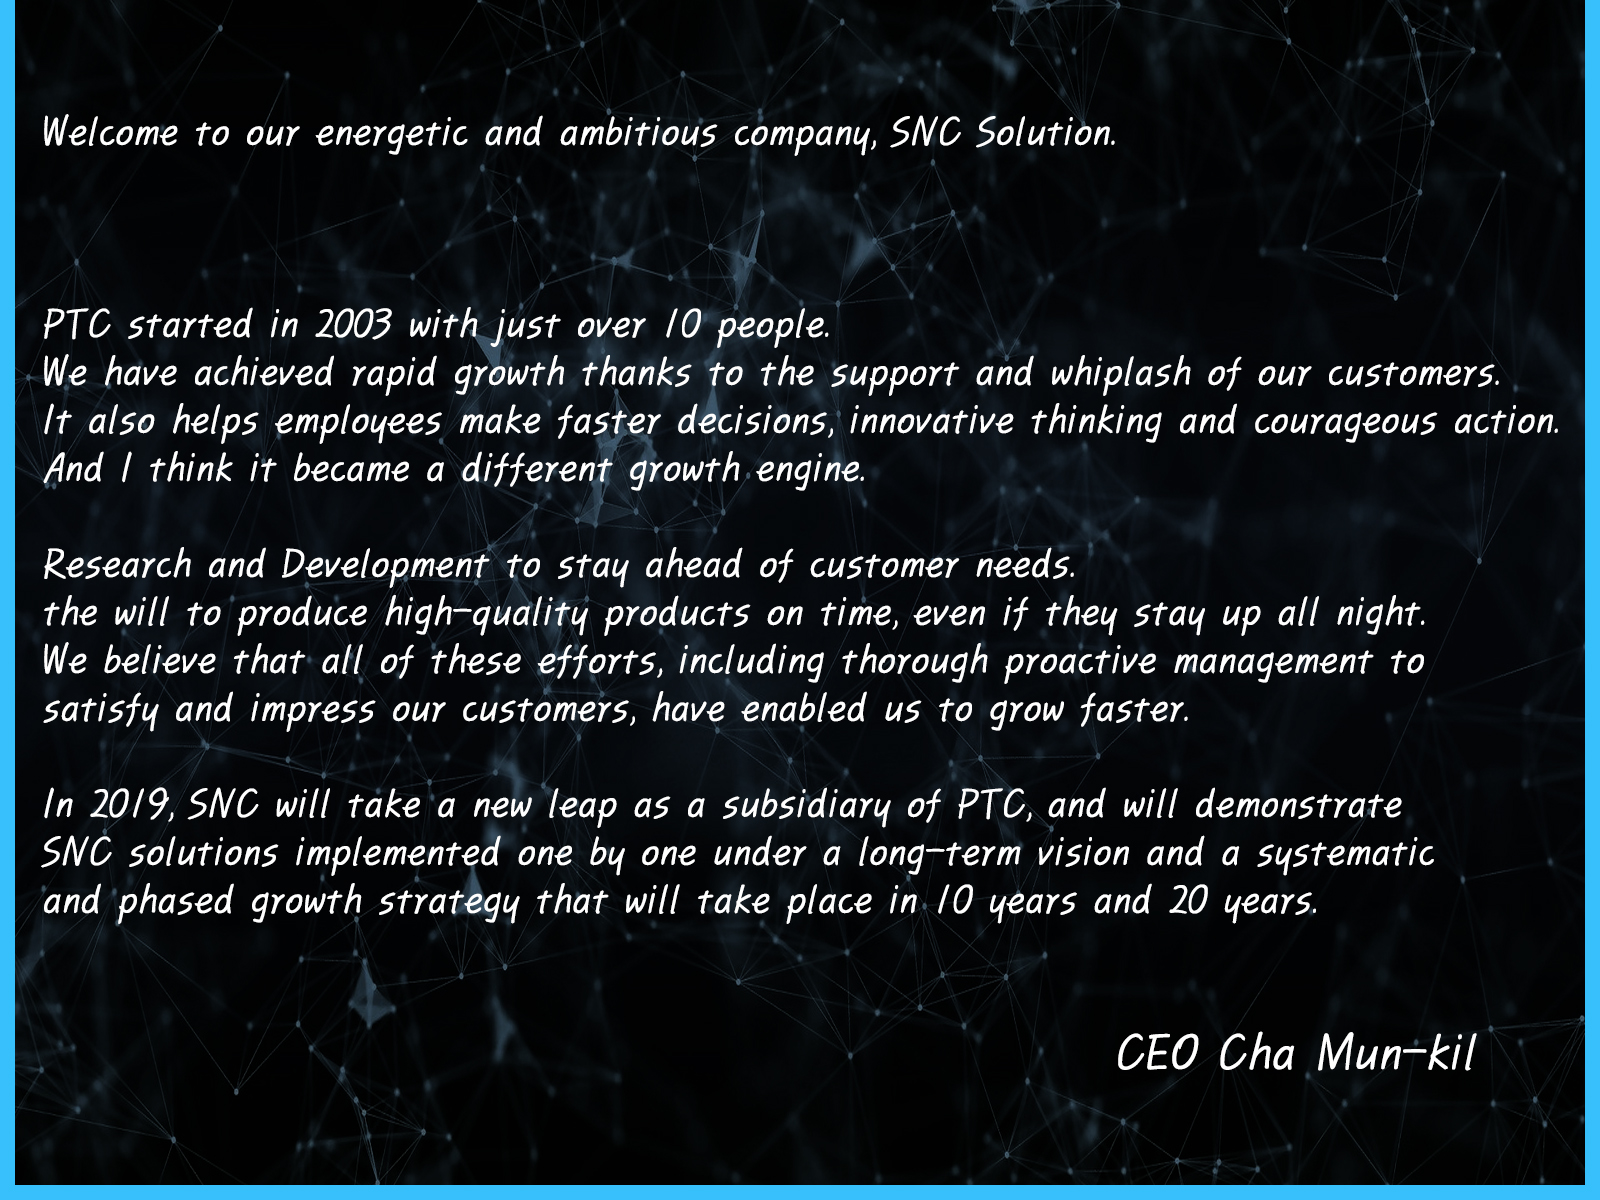 Welcome to our energetic and ambitious company, SNC Solution.
PTC started in 2003 with just over 10 people.
We have achieved rapid growth thanks to the support and whiplash of our customers.
It also helps employees make faster decisions, innovative thinking and courageous action.
And I think it became a different growth engine.
Research and Development to stay ahead of customer needs.
the will to produce high-quality products on time, even if they stay up all night.
We believe that all of these efforts, including thorough proactive management to
satisfy and impress our customers, have enabled us to grow faster.
In 2019, SNC will take a new leap as a subsidiary of PTC, and will demonstrate
SNC solutions implemented one by one under a long-term vision and a systematic
and phased growth strategy that will take place in 10 years and 20 years.
CEO Cha Mun-kil